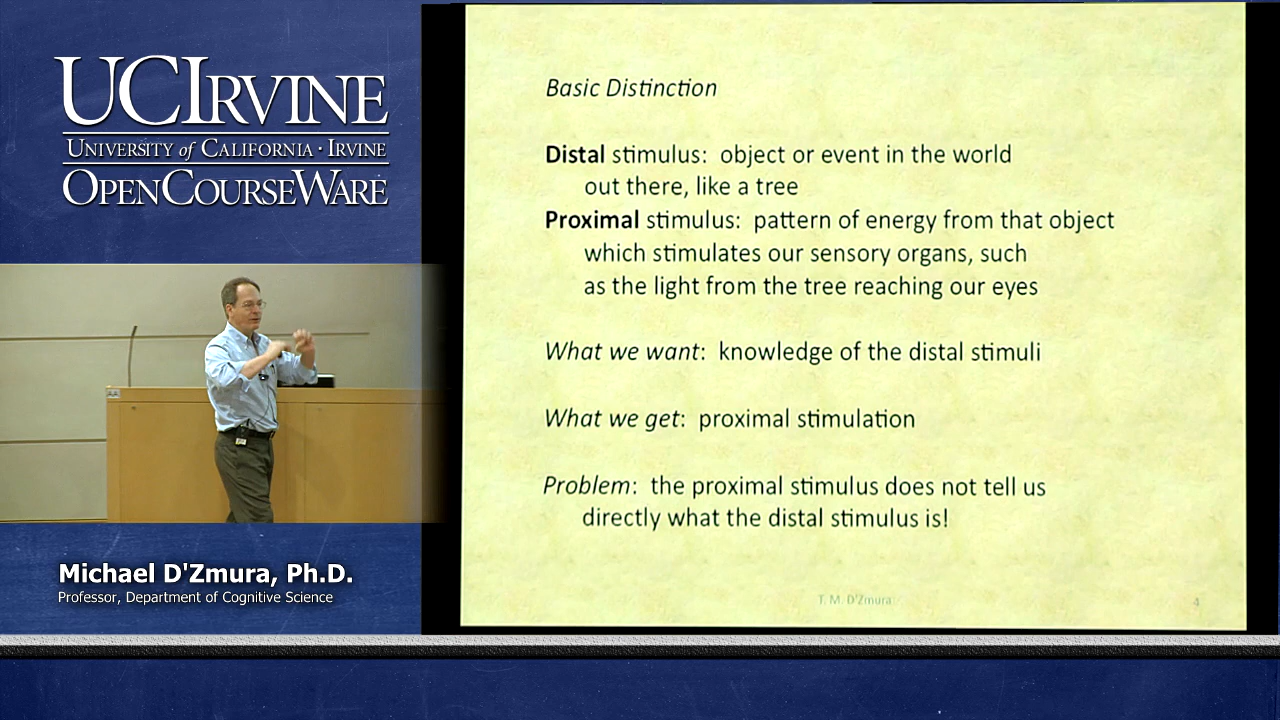 UCIRVINE
UNIVERSITY of CALIFORNIA · IRVINE
OPENCOURSEWARE
Michael D'Zmura, Ph.D.
Professor, Department of Cognitive Science
Basic Distinction
Distal stimulus: object or event in the world
out there, like a tree
Proximal stimulus: pattern of energy from that object
which stimulates our sensory organs, such
as the light from the tree reaching our eyes
What we want: knowledge of the distal stimuli
What we get: proximal stimulation
Problem: the proximal stimulus does not tell us
directly what the distal stimulus is!
T. M. D'Zmura
4